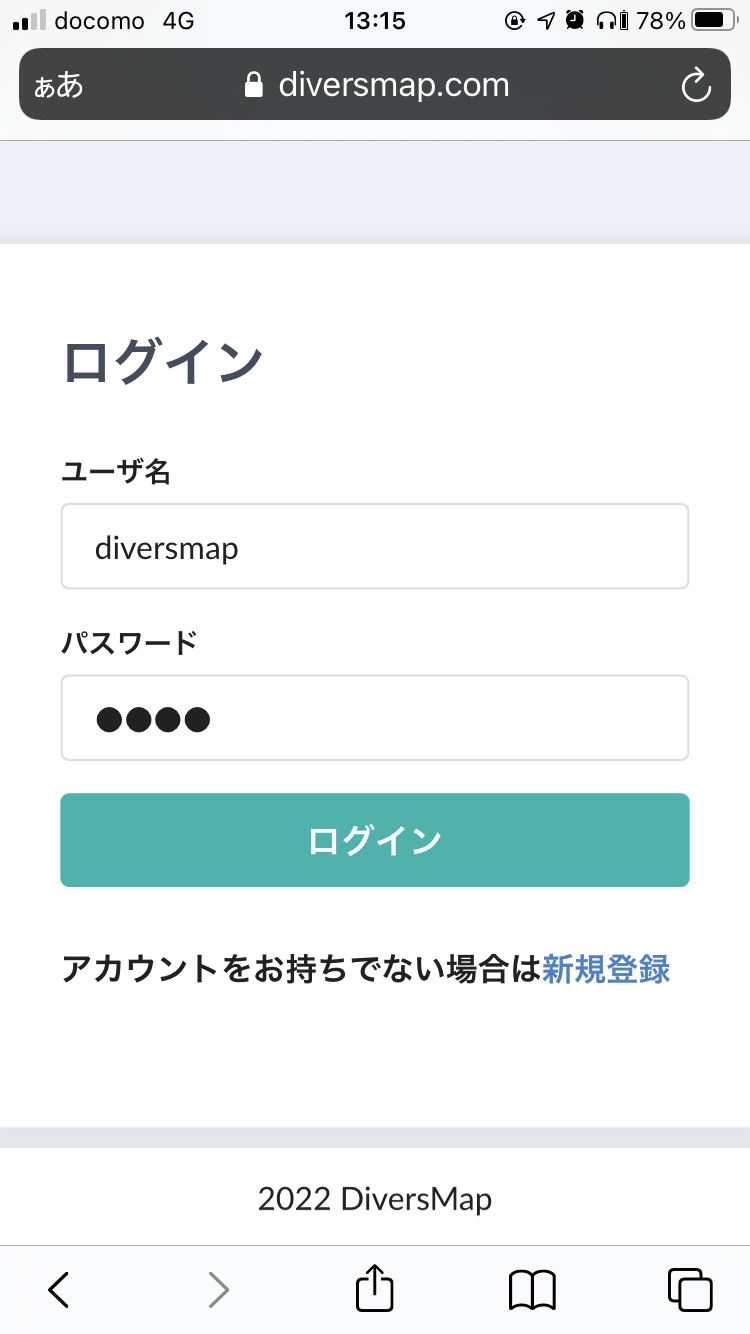 docomo 4G 13:15 78%
ぁあ diversmap.com
ログイン
ユーザ名
diversmap
パスワード
●●●●
ログイン
アカウントをお持ちでない場合は新規登録
2022 DiversMap